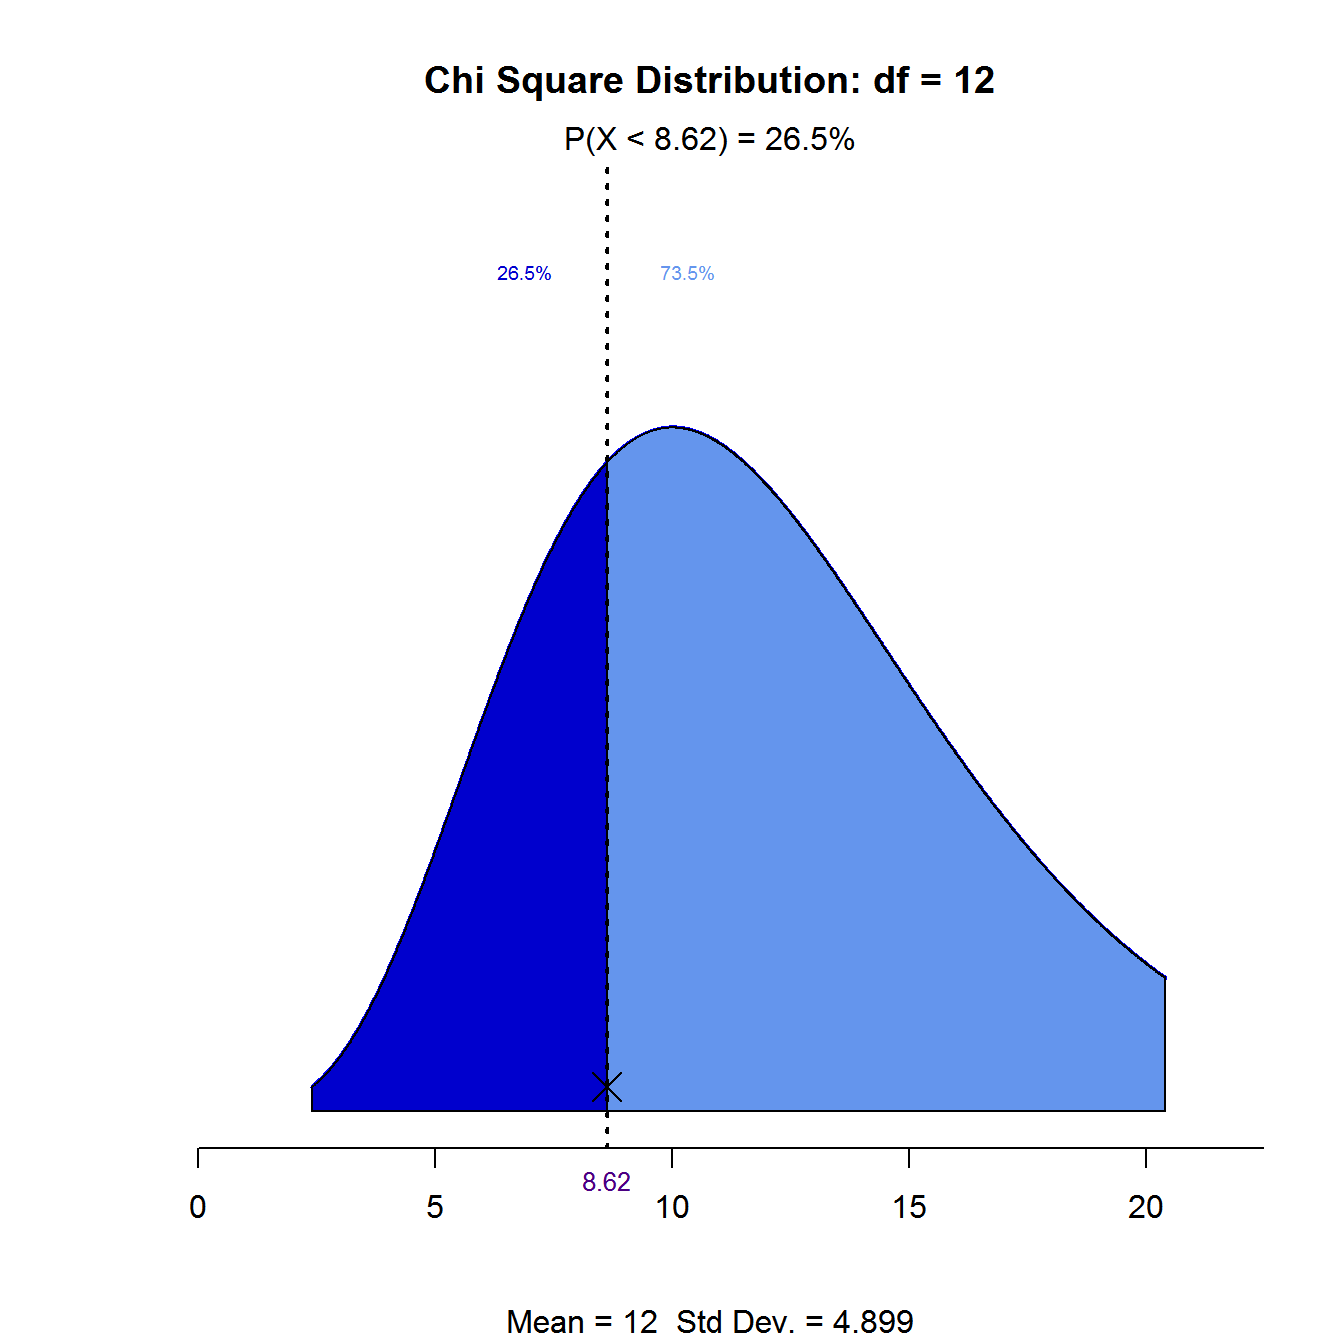 Chi Square Distribution: df = 12
P(X < 8.62) = 26.5%
26.5% 73.5%
8.62
0 5 10 15 20
Mean = 12  Std Dev. = 4.899